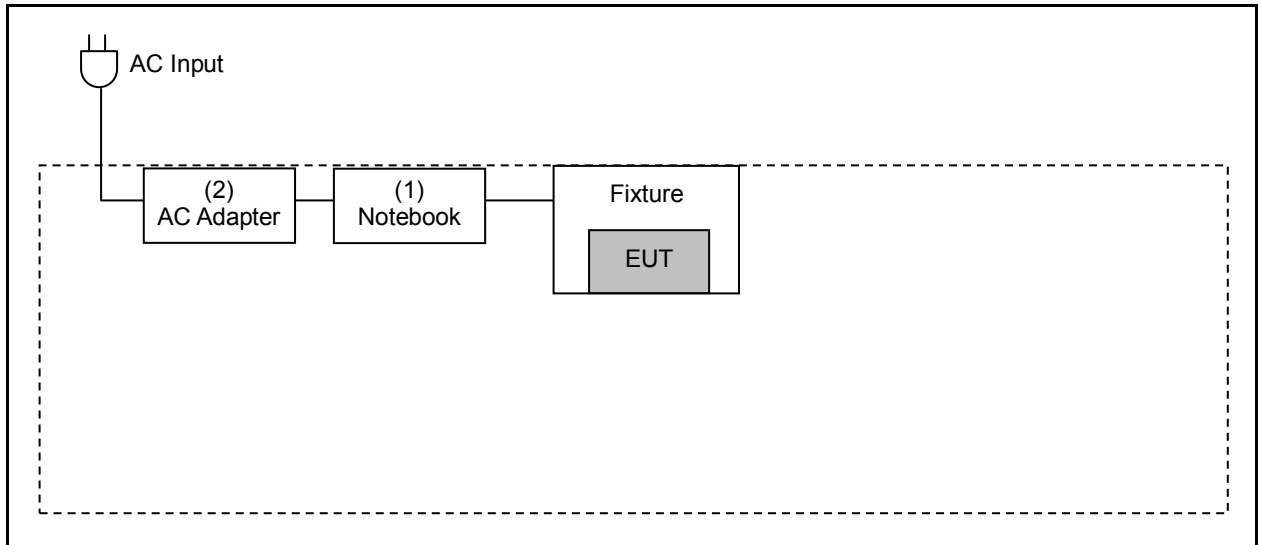 AC Input
(2)
AC Adapter
(1)
Notebook
Fixture
EUT